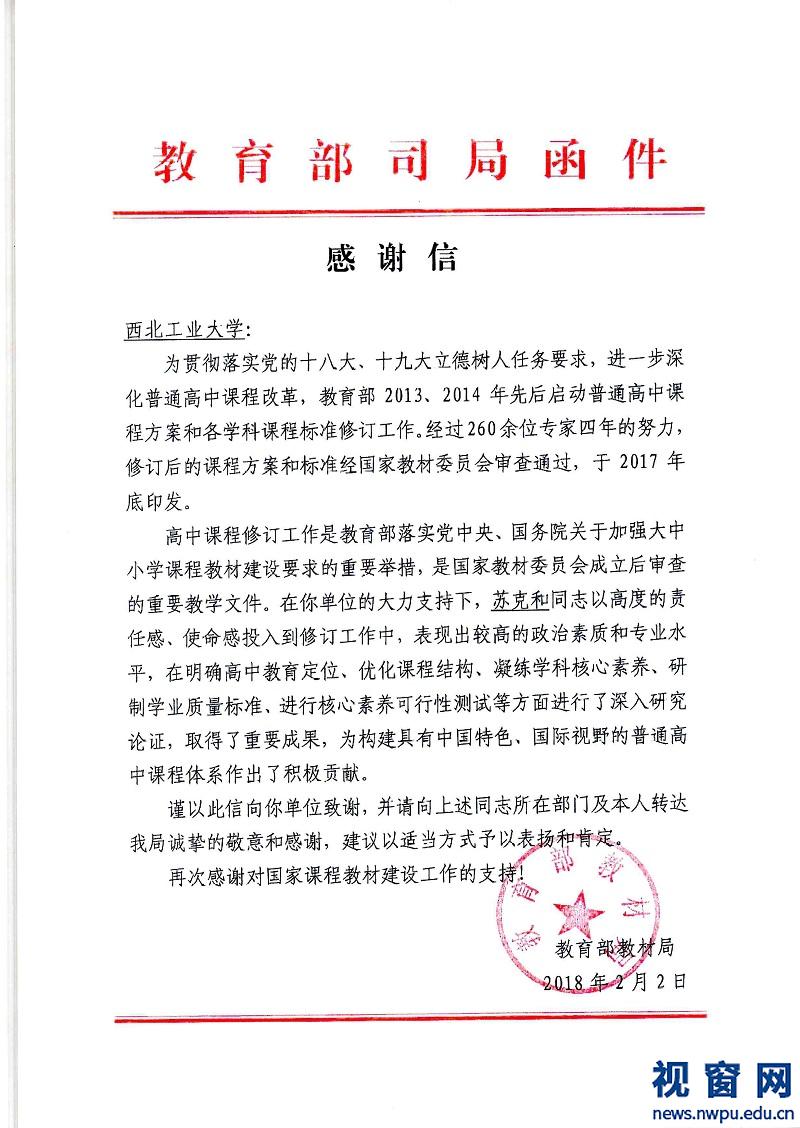 教育部司局函件
感谢信
西北工业大学：
为贯彻落实党的十八大、十九大立德树人任务要求，进一步深
化普通高中课程改革，教育部 2013、2014 年先后启动普通高中课
程方案和各学科课程标准修订工作。经过 260 余位专家四年的努力，
修订后的课程方案和标准经国家教材委员会审查通过，于 2017 年
底印发。
高中课程修订工作是教育部落实党中央、国务院关于加强大中
小学课程教材建设要求的重要举措，是国家教材委员会成立后审查
的重要教学文件。在你单位的大力支持下，苏克和同志以高度的责
任感、使命感投入到修订工作中，表现出较高的政治素质和专业水
平，在明确高中教育定位、优化课程结构、凝练学科核心素养、研
制学业质量标准、进行核心素养可行性测试等方面进行了深入研究
论证，取得了重要成果，为构建具有中国特色、国际视野的普通高
中课程体系作出了积极贡献。
谨以此信向你单位致谢，并请向上述同志所在部门及本人转达
我局诚挚的敬意和感谢，建议以适当方式予以表扬和肯定。
再次感谢对国家课程教材建设工作的支持！
教育部教材局
教育部教材局
2018 年 2 月 2 日
视窗网
news.nwpu.edu.cn